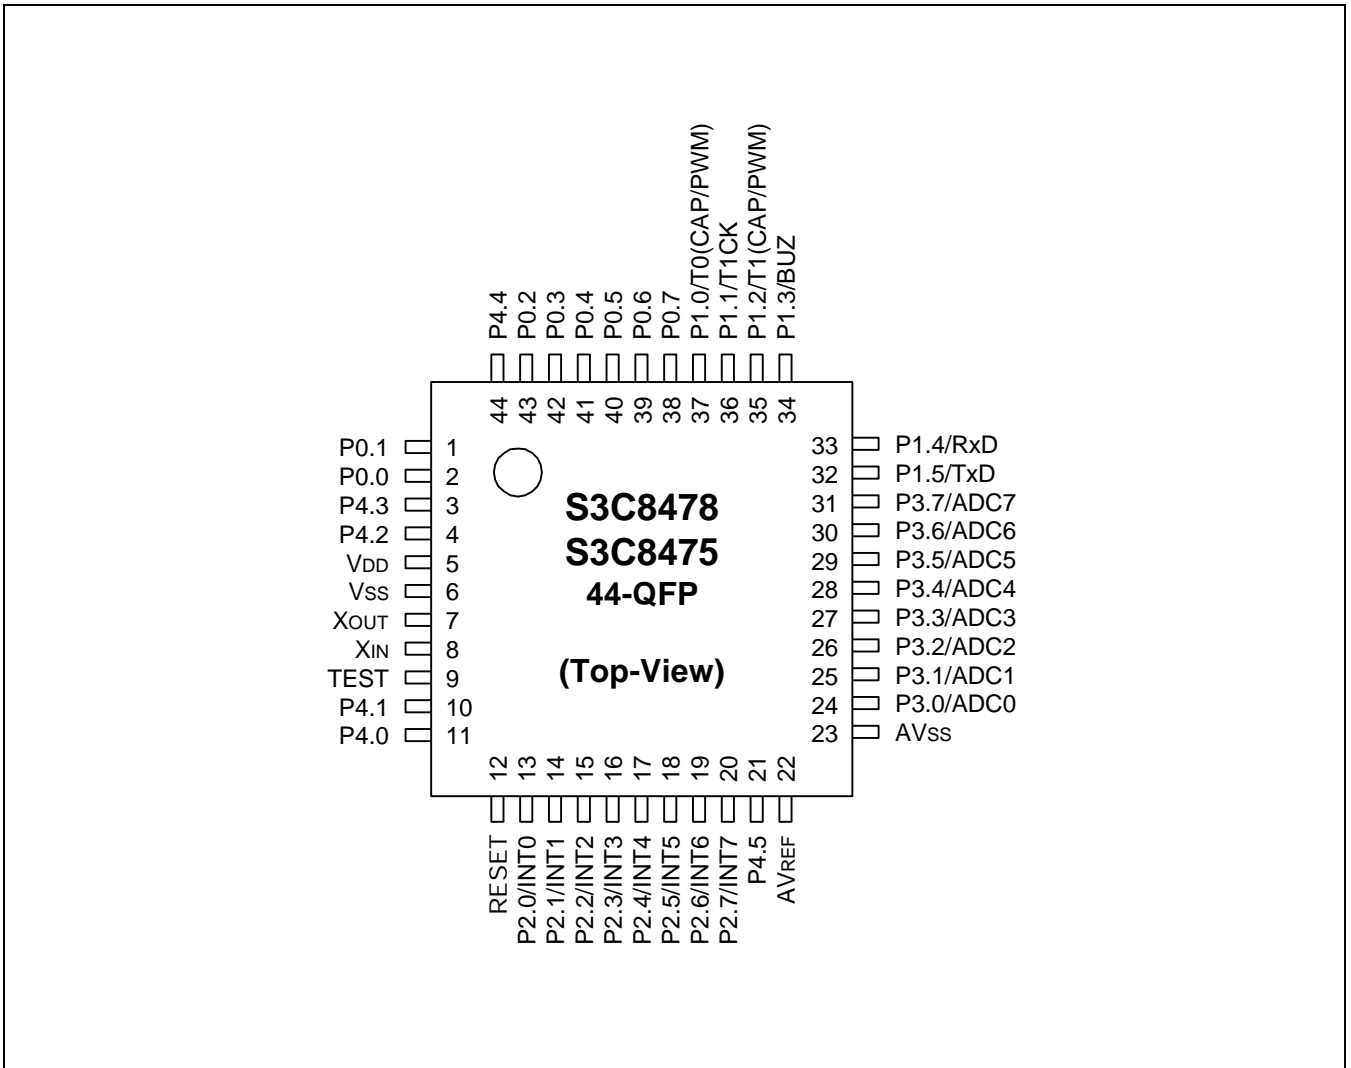 P4.4
P0.2
P0.3
P0.4
P0.5
P0.6
P0.7
P1.0/T0(CAP/PWM)
P1.1/T1CK
P1.2/T1(CAP/PWM)
P1.3/BUZ
44 43 42 41 40 39 38 37 36 35 34
P0.1 1
P0.0 2
P4.3 3
P4.2 4
VDD 5
VSS 6
XOUT 7
XIN 8
TEST 9
P4.1 10
P4.0 11
S3C8478
S3C8475
44-QFP
(Top-View)
33 P1.4/RxD
32 P1.5/TxD
31 P3.7/ADC7
30 P3.6/ADC6
29 P3.5/ADC5
28 P3.4/ADC4
27 P3.3/ADC3
26 P3.2/ADC2
25 P3.1/ADC1
24 P3.0/ADC0
23 AVss
12 13 14 15 16 17 18 19 20 21 22
RESET
P2.0/INT0
P2.1/INT1
P2.2/INT2
P2.3/INT3
P2.4/INT4
P2.5/INT5
P2.6/INT6
P2.7/INT7
P4.5
AVREF